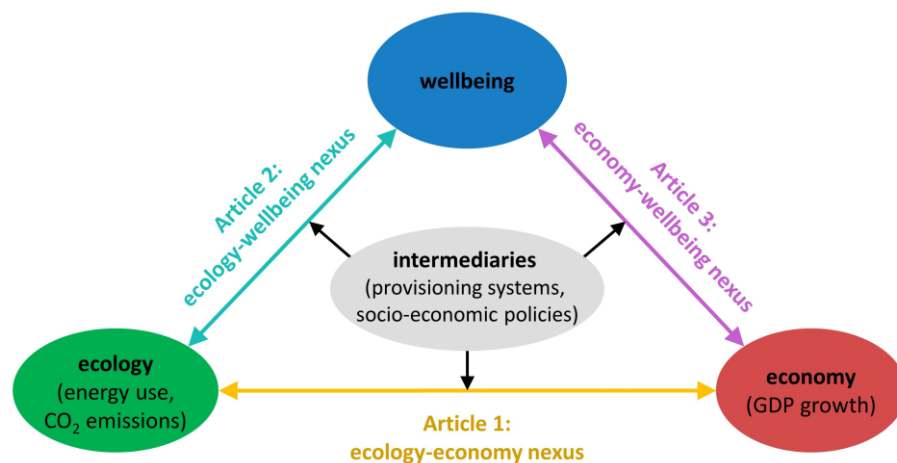 wellbeing
Article 2:
ecology-wellbeing nexus
Article 3:
economy-wellbeing nexus
intermediaries
(provisioning systems,
socio-economic policies)
ecology
(energy use,
CO₂ emissions)
economy
(GDP growth)
Article 1:
ecology-economy nexus